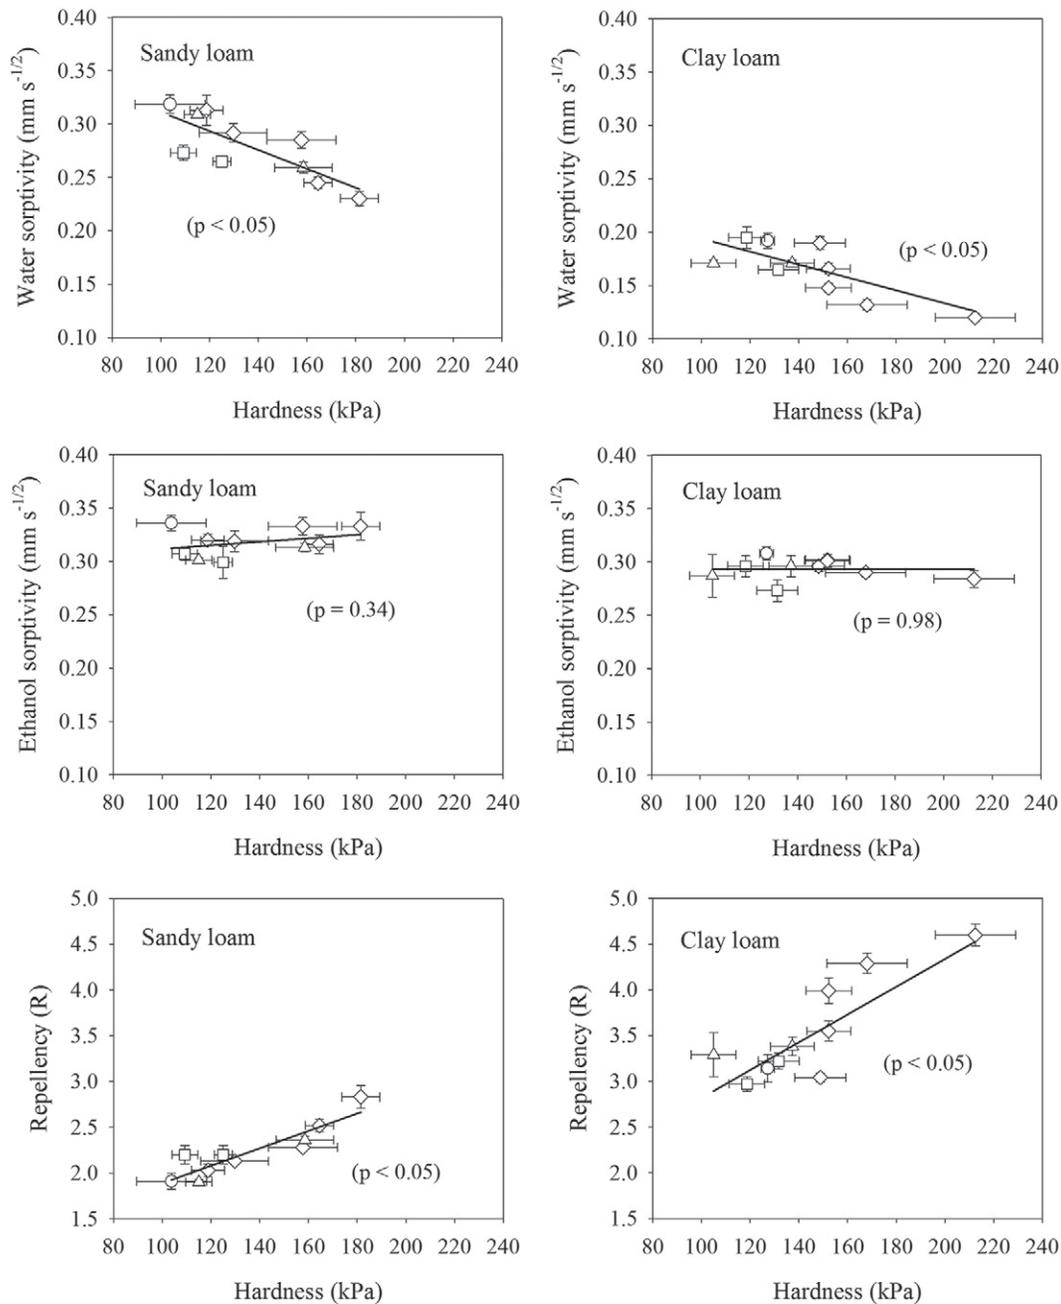 0.40
0.35
0.30
0.25
0.20
0.15
0.10
Water sorptivity (mm s-1/2)
Sandy loam
(p < 0.05)
80 100 120 140 160 180 200 220 240
Hardness (kPa)
0.40
0.35
0.30
0.25
0.20
0.15
0.10
Water sorptivity (mm s-1/2)
Clay loam
(p < 0.05)
80 100 120 140 160 180 200 220 240
Hardness (kPa)
0.40
0.35
0.30
0.25
0.20
0.15
0.10
Ethanol sorptivity (mm s-1/2)
Sandy loam
(p = 0.34)
80 100 120 140 160 180 200 220 240
Hardness (kPa)
0.40
0.35
0.30
0.25
0.20
0.15
0.10
Ethanol sorptivity (mm s-1/2)
Clay loam
(p = 0.98)
80 100 120 140 160 180 200 220 240
Hardness (kPa)
5.0
4.5
4.0
3.5
3.0
2.5
2.0
1.5
Repellency (R)
Sandy loam
(p < 0.05)
80 100 120 140 160 180 200 220 240
Hardness (kPa)
5.0
4.5
4.0
3.5
3.0
2.5
2.0
1.5
Repellency (R)
Clay loam
(p < 0.05)
80 100 120 140 160 180 200 220 240
Hardness (kPa)